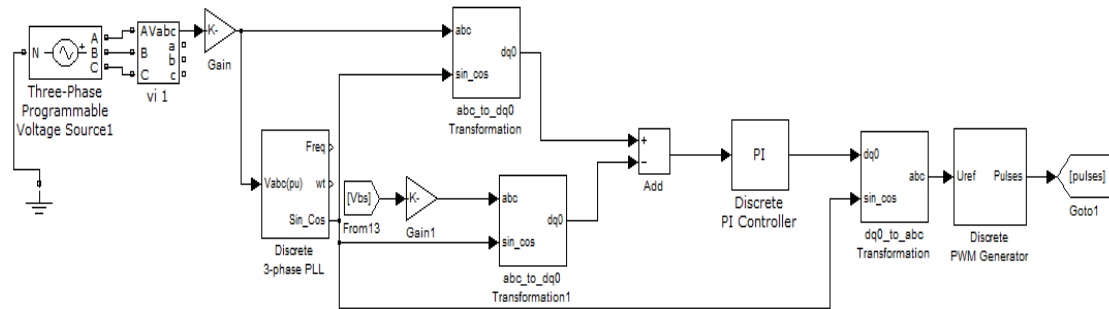 N
A
B
C
A
B
C
Vabc
a
b
c
Three-Phase
Programmable
Voltage Source1
vi 1
K-
Gain
abc
sin_cos
dq0
abc_to_dq0
Transformation
Freq
Vabc(pu)
wt
Sin_Cos
Discrete
3-phase PLL
[Vbs]
From13
K-
Gain1
abc
sin_cos
dq0
abc_to_dq0
Transformation1
+
−
Add
PI
Discrete
PI Controller
dq0
sin_cos
abc
dq0_to_abc
Transformation
Uref
Pulses
Discrete
PWM Generator
[pulses]
Goto1